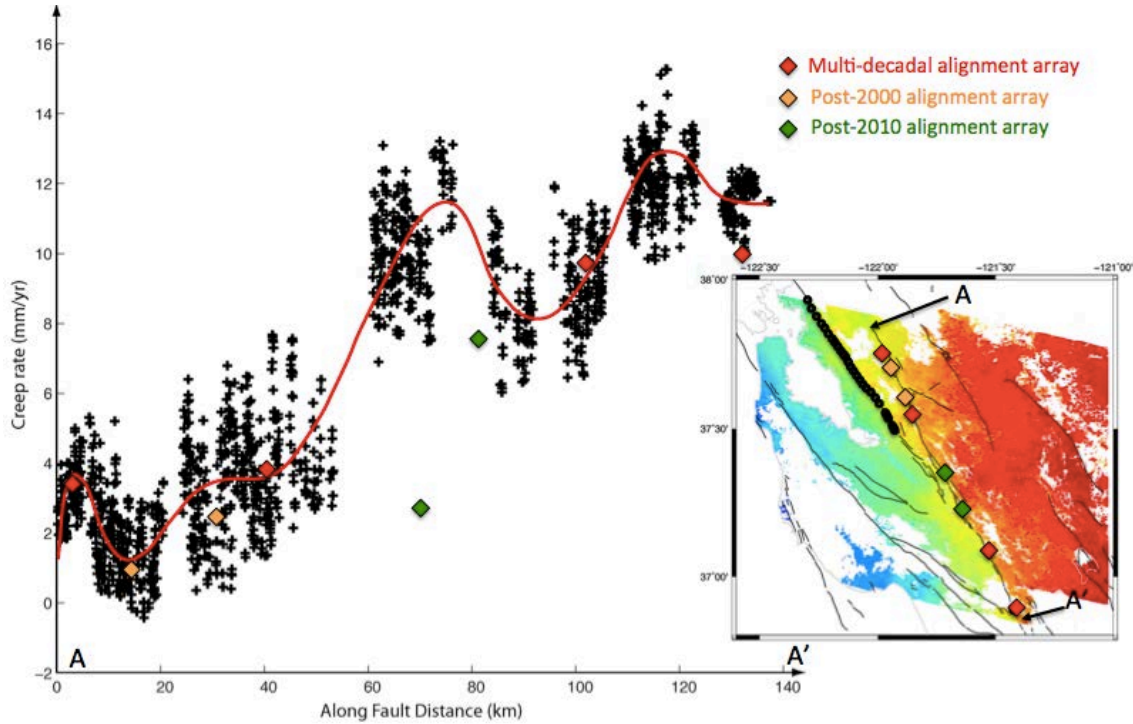 16
14
12
10
8
6
4
2
0
−2
Creep rate (mm/yr)
Multi-decadal alignment array
Post-2000 alignment array
Post-2010 alignment array
0
20
40
60
80
100
120
140
Along Fault Distance (km)
A
A’
−122˚30'
−122˚00'
−121˚30'
−121˚00'
38˚00'
37˚30'
37˚00'
A
A’